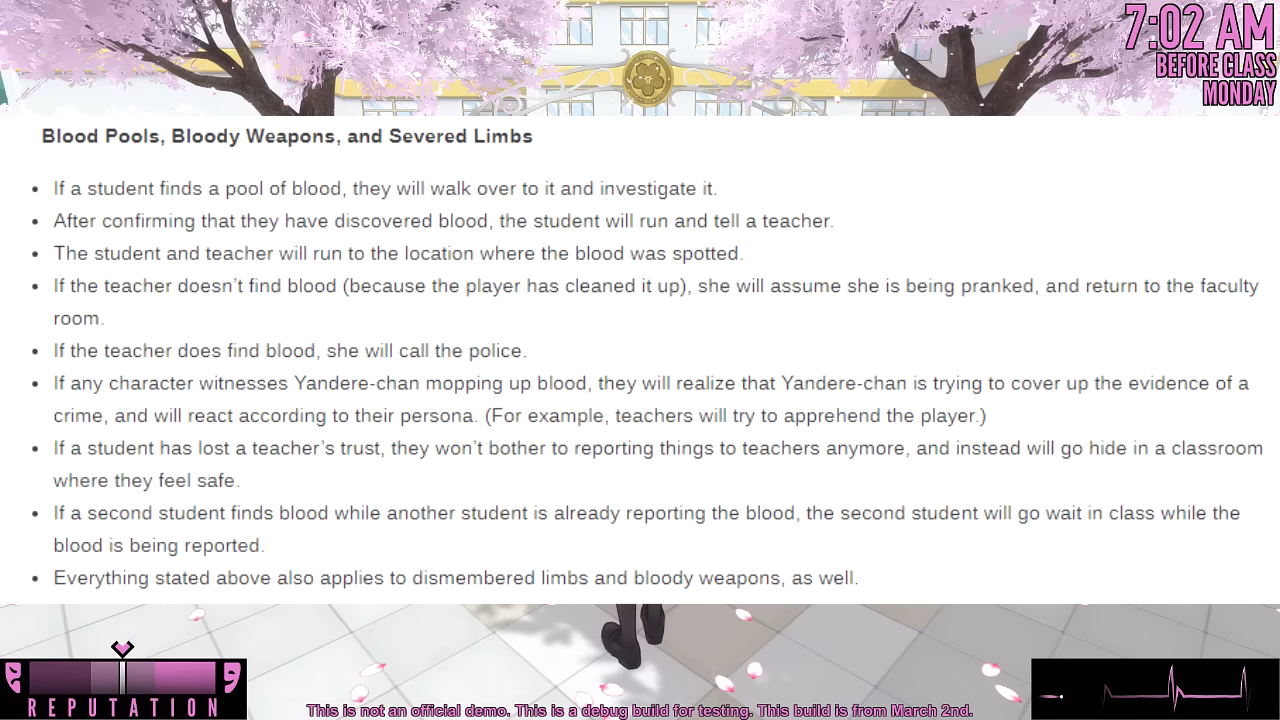 7:02 AM
BEFORE CLASS
MONDAY
Blood Pools, Bloody Weapons, and Severed Limbs
• If a student finds a pool of blood, they will walk over to it and investigate it.
• After confirming that they have discovered blood, the student will run and tell a teacher.
• The student and teacher will run to the location where the blood was spotted.
• If the teacher doesn’t find blood (because the player has cleaned it up), she will assume she is being pranked, and return to the faculty
room.
• If the teacher does find blood, she will call the police.
• If any character witnesses Yandere-chan mopping up blood, they will realize that Yandere-chan is trying to cover up the evidence of a
crime, and will react according to their persona. (For example, teachers will try to apprehend the player.)
• If a student has lost a teacher’s trust, they won’t bother to reporting things to teachers anymore, and instead will go hide in a classroom
where they feel safe.
• If a second student finds blood while another student is already reporting the blood, the second student will go wait in class while the
blood is being reported.
• Everything stated above also applies to dismembered limbs and bloody weapons, as well.
REPUTATION
This is not an official demo. This is a debug build for testing. This build is from March 2nd.